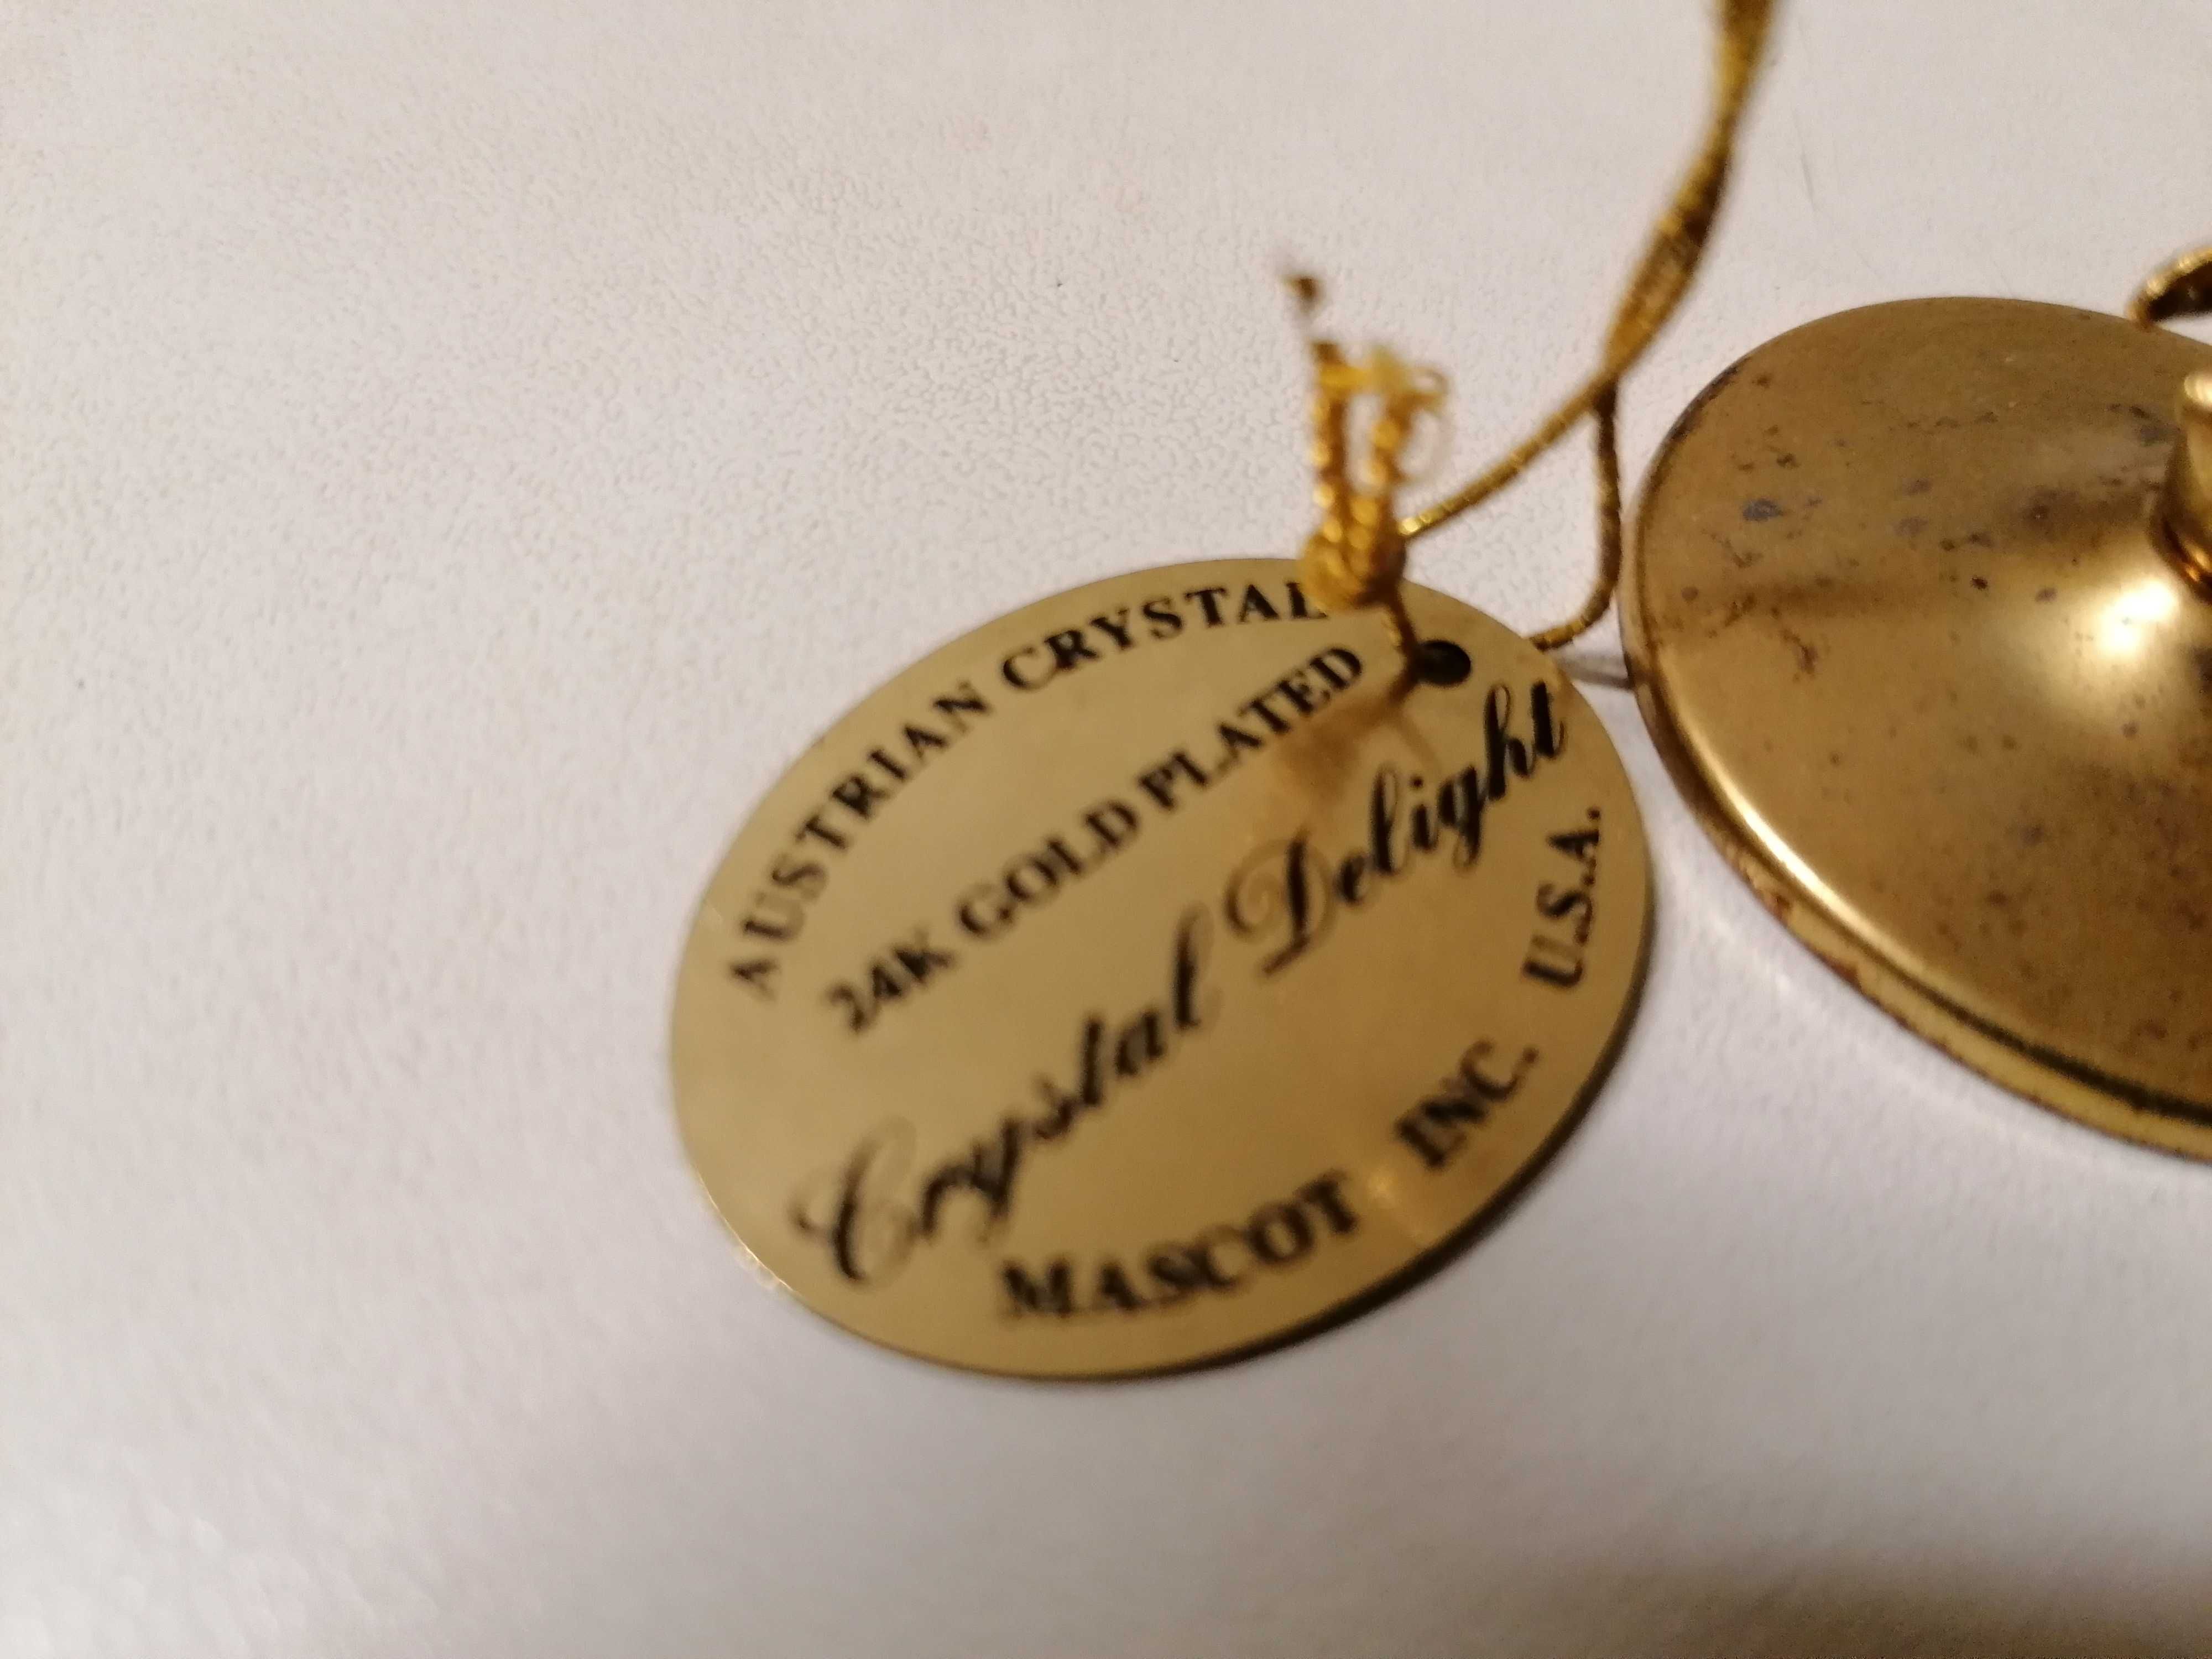 AUSTRIAN CRYSTAL
24K GOLD PLATED
Crystal Delight
MASCOT INC. U.S.A.